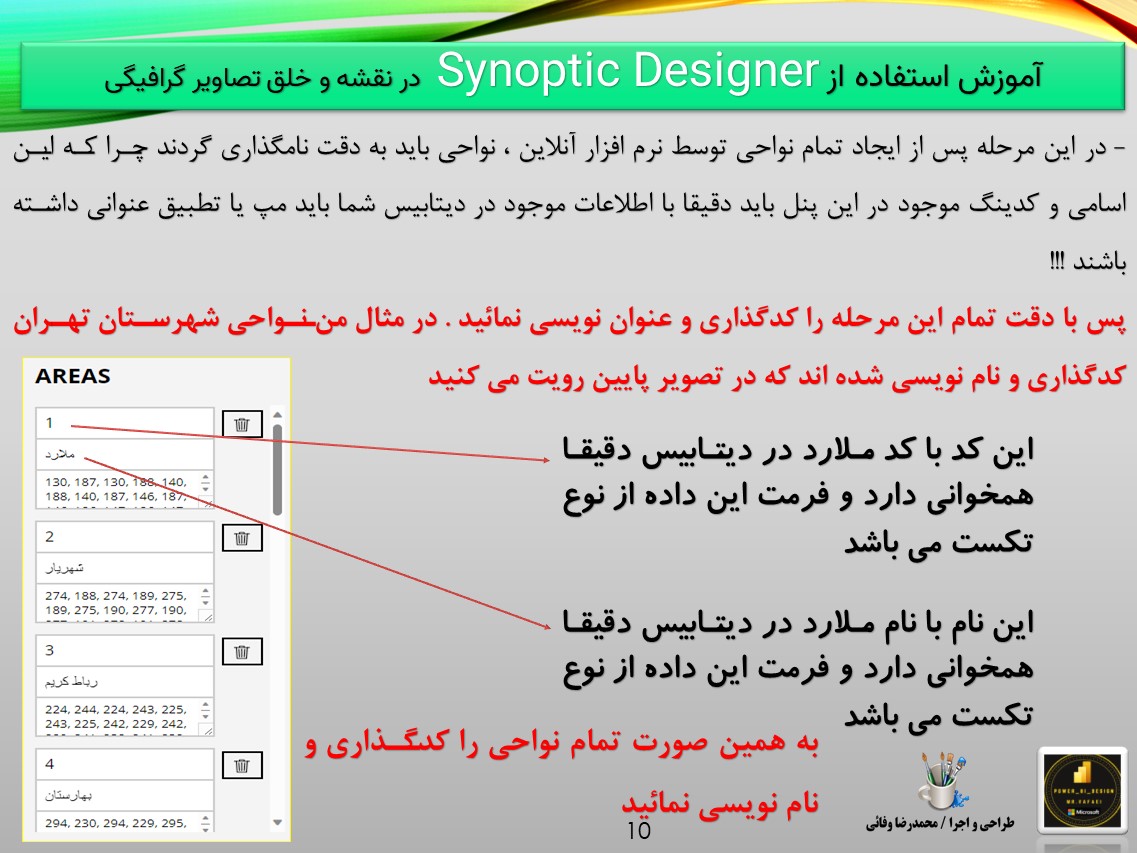 آموزش استفاده از Synoptic Designer در نقشه و خلق تصاویر گرافیگی
- در این مرحله پس از ایجاد تمام نواحی توسط نرم افزار آنلاین ، نواحی باید به دقت نامگذاری گردند چرا که لین
اسامی و کدینگ موجود در این پنل باید دقیقا با اطلاعات موجود در دیتابیس شما باید مپ یا تطبیق عنوانی داشته
باشند !!!
پس با دقت تمام این مرحله را کدگذاری و عنوان نویسی نمائید . در مثال من نواحی شهرستان تهران
کدگذاری و نام نویسی شده اند که در تصویر پایین رویت می کنید
AREAS
1
ملارد
130, 187, 130, 188, 140,
188, 140, 187, 146, 187,
2
شهریار
274, 188, 274, 189, 275,
189, 275, 190, 277, 190,
3
رباط کریم
224, 244, 224, 243, 225,
243, 225, 242, 229, 242,
4
بهارستان
294, 230, 294, 229, 295,
این کد با کد ملارد در دیتابیس دقیقا
همخوانی دارد و فرمت این داده از نوع
تکست می باشد
این نام با نام ملارد در دیتابیس دقیقا
همخوانی دارد و فرمت این داده از نوع
تکست می باشد
به همین صورت تمام نواحی را کدگذاری و
نام نویسی نمائید
10
طراحی و اجرا / محمدرضا وفائی
POWER_BI_DESIGN
MR.VAFAEI
Microsoft